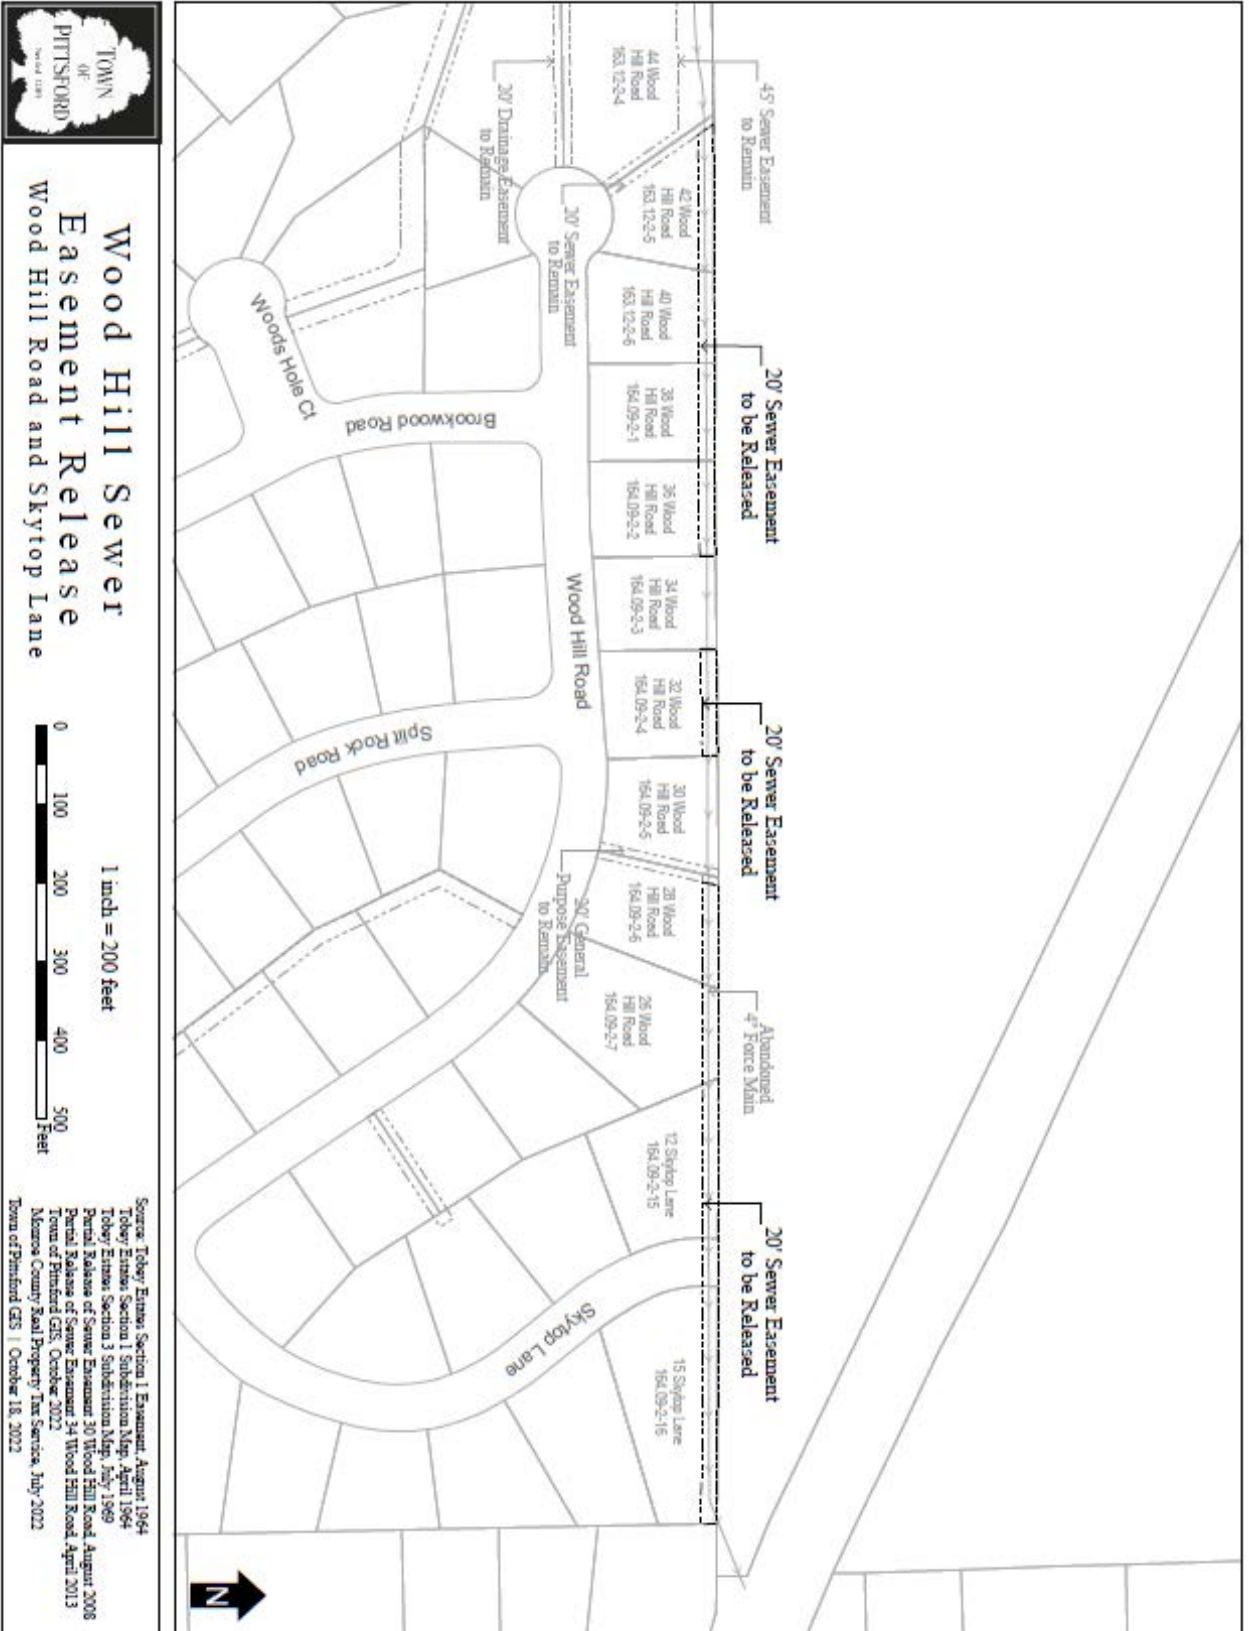 45' Sewer Easement
to Remain
20' Sewer Easement
to be Released
20' Sewer Easement
to be Released
Abandoned
4" Force Main
20' Sewer Easement
to be Released
44 Wood
Hill Road
163.12-2-4
42 Wood
Hill Road
163.12-2-5
40 Wood
Hill Road
163.12-2-6
38 Wood
Hill Road
164.09-2-1
36 Wood
Hill Road
164.09-2-2
34 Wood
Hill Road
164.09-2-3
32 Wood
Hill Road
164.09-2-4
30 Wood
Hill Road
164.09-2-5
28 Wood
Hill Road
164.09-2-6
26 Wood
Hill Road
164.09-2-7
12 Skytop Lane
164.09-2-15
15 Skytop Lane
164.09-2-16
20' Drainage Easement
to Remain
20' Sewer Easement
to Remain
Wood Hill Road
General
Purpose Easement
to Remain
Brookwood Road
Woods Hole Ct
Split Rock Road
Skytop Lane
N
TOWN
OF
PITTSFORD
Wood Hill Sewer
Easement Release
Wood Hill Road and Skytop Lane
1 inch = 200 feet
0 100 200 300 400 500
Feet
Source: Tobey Estates Section 1 Easement, August 1964
Tobey Estates Section 1 Subdivision Map, April 1964
Tobey Estates Section 3 Subdivision Map, July 1969
Partial Release of Sewer Easement 30 Wood Hill Road, August 2008
Partial Release of Sewer Easement 34 Wood Hill Road, April 2013
Town of Pittsford GIS, October 2022
Monroe County Real Property Tax Service, July 2022
Town of Pittsford GIS | October 18, 2022